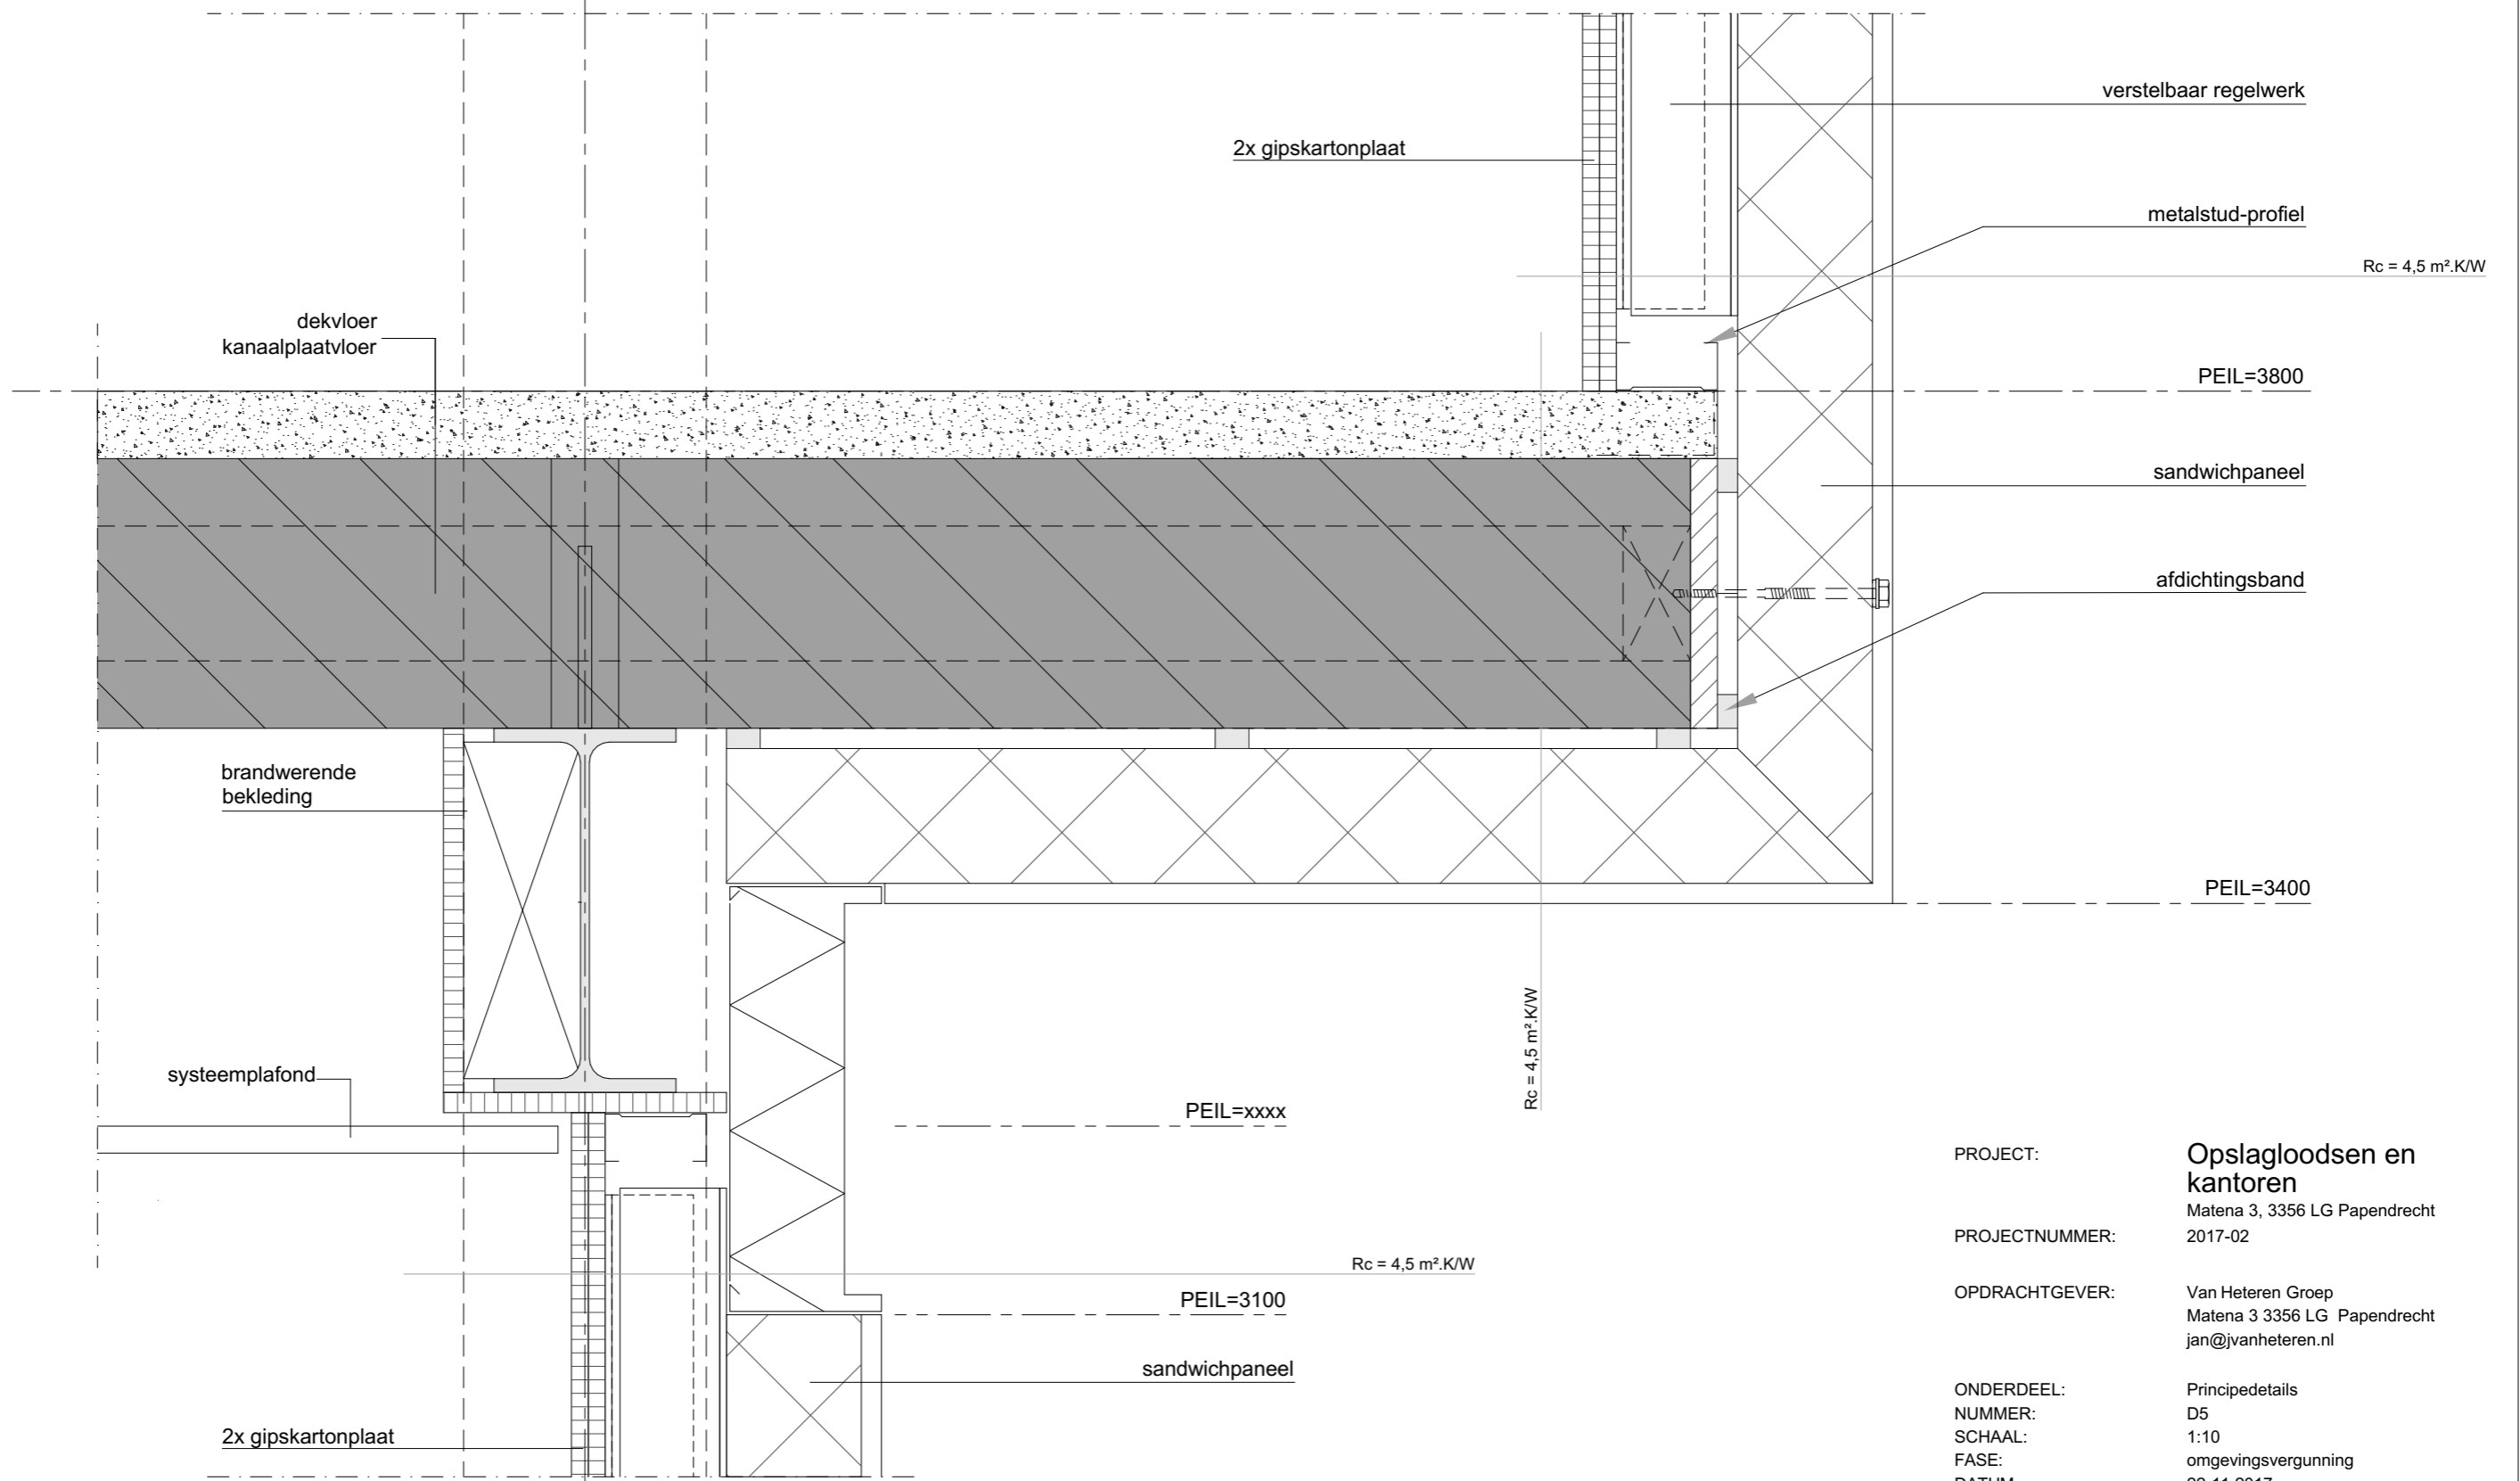 verstelbaar regelwerk
2x gipskartonplaat
metalstud-profiel
Rc = 4,5 m².K/W
dekvloer
kanaalplaatvloer
PEIL=3800
sandwichpaneel
afdichtingsband
brandwerende
bekleding
PEIL=3400
Rc = 4,5 m².K/W
systeemplafond
PEIL=xxxx
Rc = 4,5 m².K/W
PEIL=3100
sandwichpaneel
2x gipskartonplaat
PROJECT: Opslagloodsen en
kantoren
Matena 3, 3356 LG Papendrecht
PROJECTNUMMER: 2017-02
OPDRACHTGEVER: Van Heteren Groep
Matena 3 3356 LG Papendrecht
jan@jvanheteren.nl
ONDERDEEL: Principedetails
NUMMER: D5
SCHAAL: 1:10
FASE: omgevingsvergunning